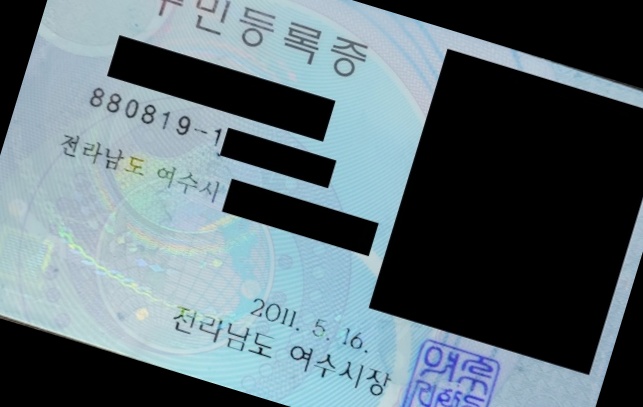 주민등록증
880819-1
전라남도 여수시
2011. 5. 16.
전라남도 여수시장